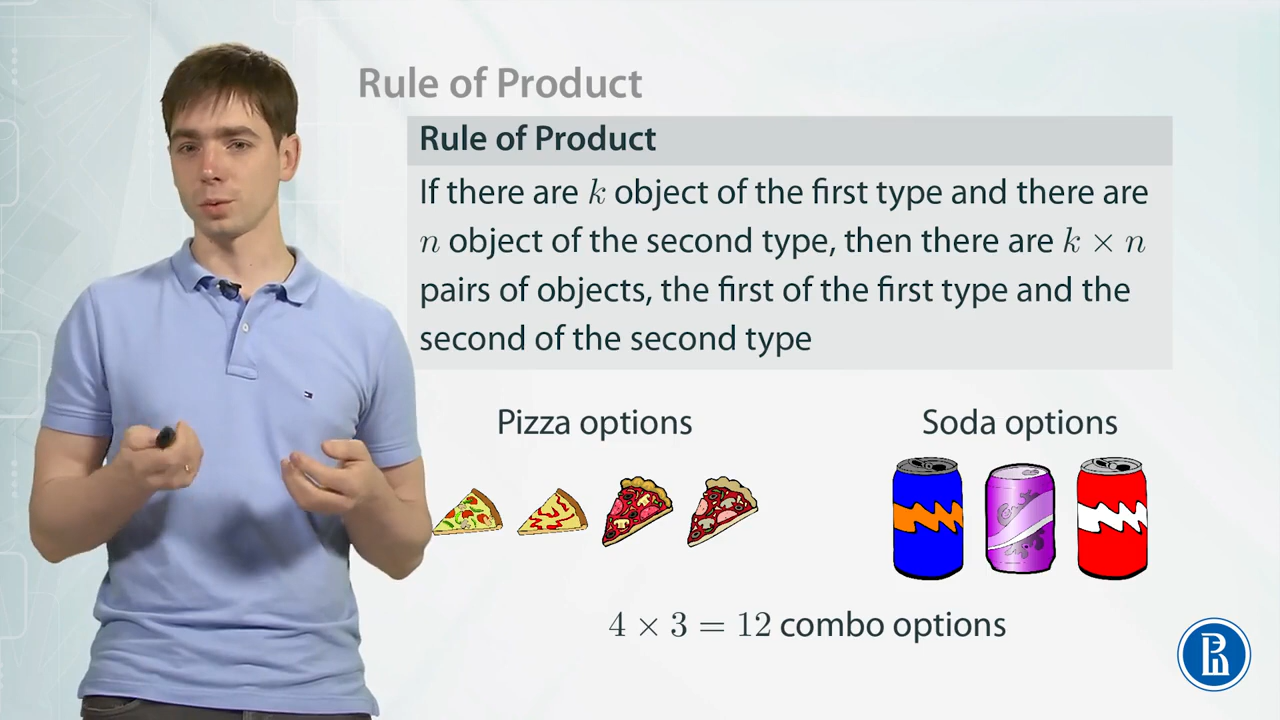 Rule of Product
Rule of Product
If there are k object of the first type and there are
n object of the second type, then there are k × n
pairs of objects, the first of the first type and the
second of the second type
Pizza options
Soda options
4 × 3 = 12 combo options